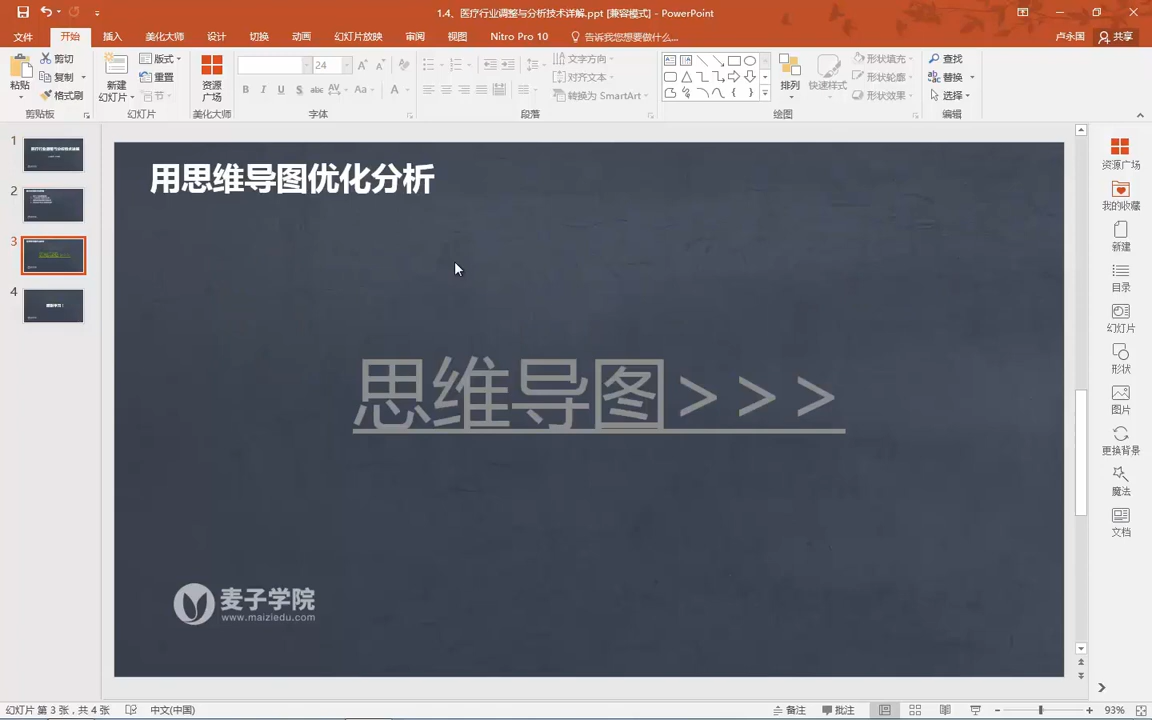 1.4、医疗行业调整与分析技术详解.ppt [兼容模式] - PowerPoint
文件 开始 插入 美化大师 设计 切换 动画 幻灯片放映 审阅 视图 Nitro Pro 10 告诉我您想要做什么... 卢永国 共享
粘贴 剪切 复制 格式刷 剪贴板
新建 幻灯片 版式 重置 节 幻灯片
资源 广场 美化大师
24 B I U S abc AV Aa A 字体
文字方向 对齐文本 转换为 SmartArt 段落
排列 快速样式 形状填充 形状轮廓 形状效果 绘图
查找 替换 选择 编辑
1
2
3
4
用思维导图优化分析
思维导图>>>
麦子学院
www.maiziedu.com
资源广场
我的收藏
新建
目录
幻灯片
形状
图片
更换背景
魔法
文档
幻灯片 第 3 张，共 4 张 中文(中国) 备注 批注 93%